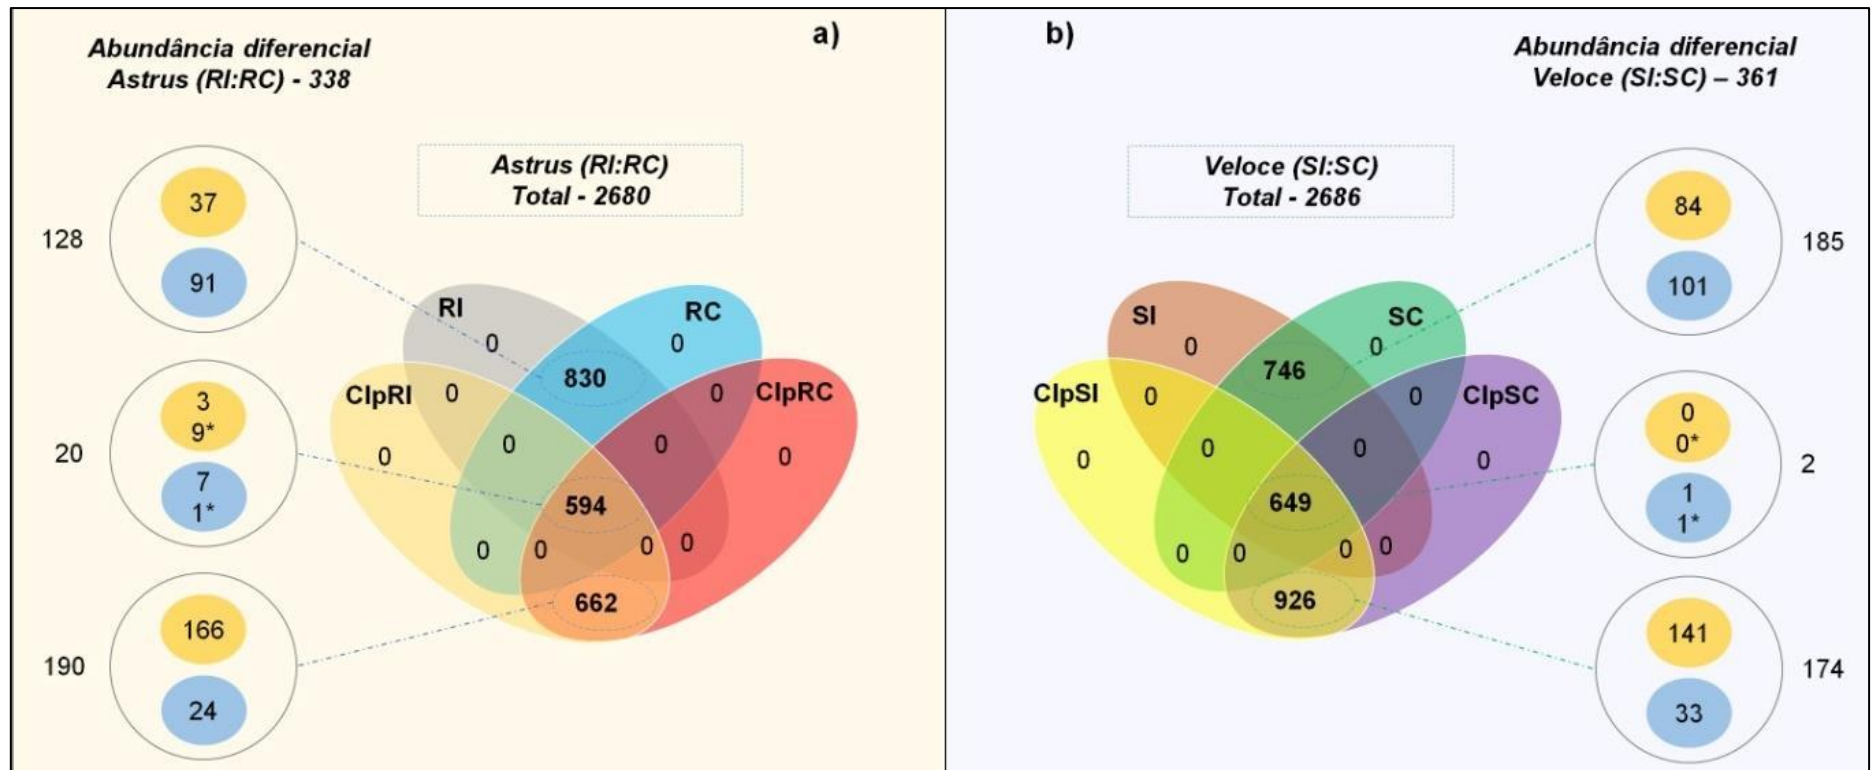 a)
Abundância diferencial
Astrus (RI:RC) - 338
Astrus (RI:RC)
Total - 2680
128
37
91
20
3
9*
7
1*
190
166
24
RI
RC
ClpRI
ClpRC
0
0
830
0
0
0
0
0
0
594
0
0
0
0
662
b)
Abundância diferencial
Veloce (SI:SC) – 361
Veloce (SI:SC)
Total - 2686
SI
SC
ClpSI
ClpSC
0
0
746
0
0
0
0
0
0
649
0
0
0
0
926
84
101
185
0
0*
1
1*
2
141
33
174